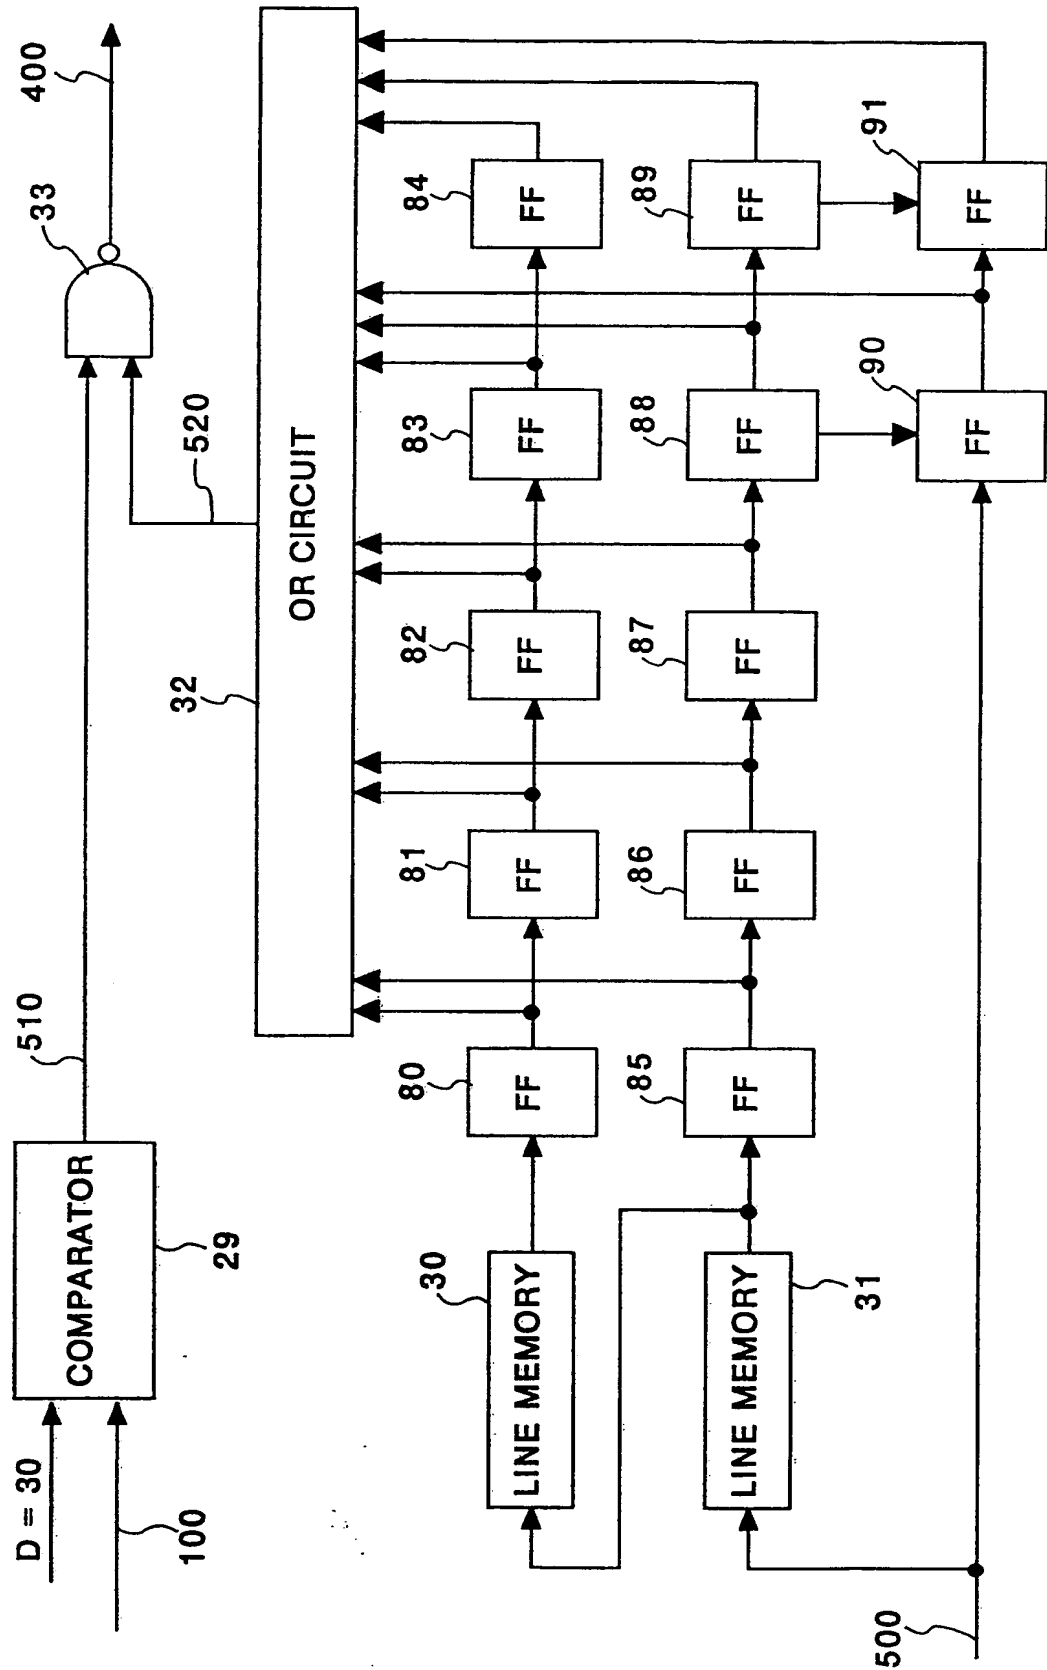 D = 30
100
COMPARATOR
29
510
33
400
520
32
OR CIRCUIT
30
LINE MEMORY
80
FF
81
FF
82
FF
83
FF
84
FF
31
LINE MEMORY
85
FF
86
FF
87
FF
88
FF
89
FF
500
90
FF
91
FF